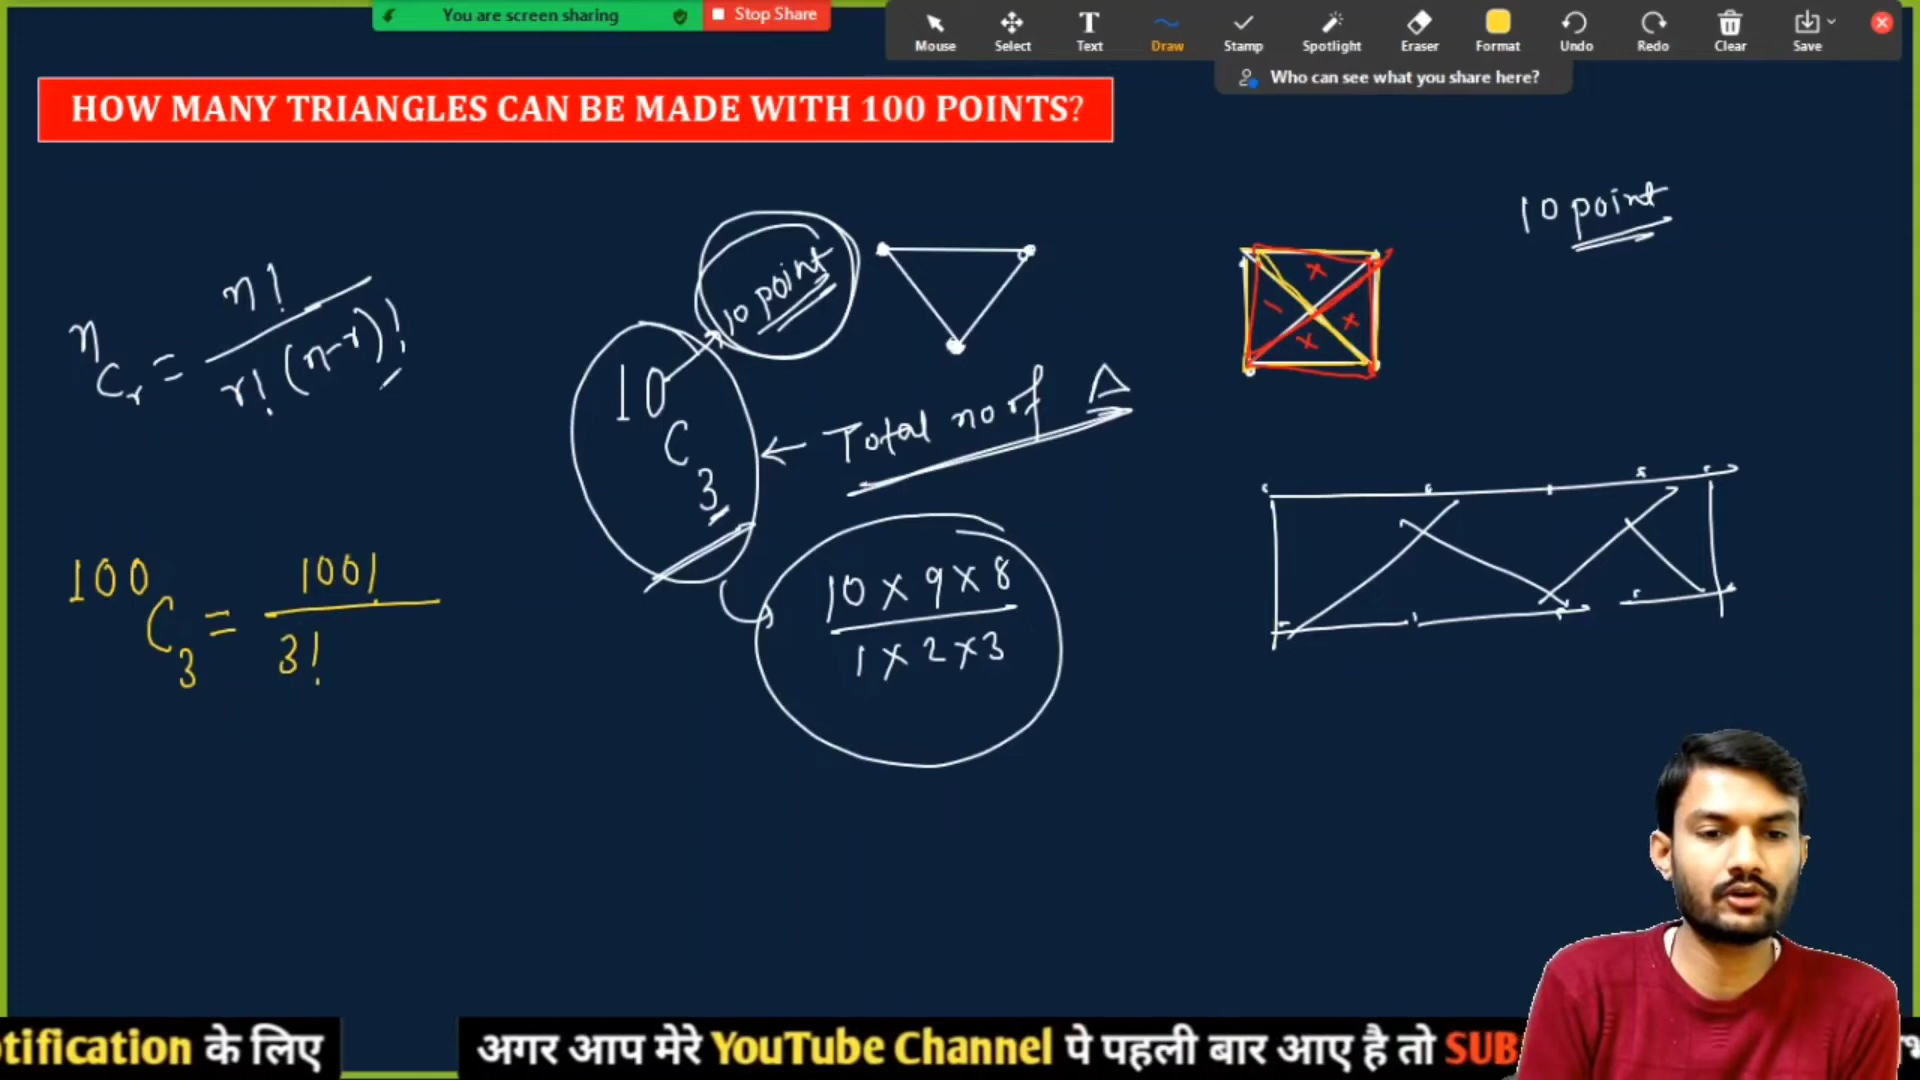 You are screen sharing
Stop Share
Mouse
Select
Text
Draw
Stamp
Spotlight
Eraser
Format
Undo
Redo
Clear
Save
Who can see what you share here?
HOW MANY TRIANGLES CAN BE MADE WITH 100 POINTS?
10 point
nCr = n! / r! (n-r)!
10 point
10C3 ← Total no of Δ
10 × 9 × 8
1 × 2 × 3
100C3 = 100! / 3!
otification के लिए
अगर आप मेरे YouTube Channel पे पहली बार आए है तो SUB